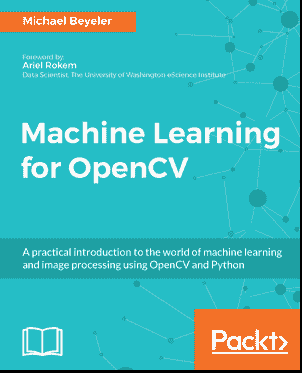 Michael Beyeler
Foreword by:
Ariel Rokem
Data Scientist, The University of Washington eScience Institute
Machine Learning
for OpenCV
A practical introduction to the world of machine learning
and image processing using OpenCV and Python
Packt>